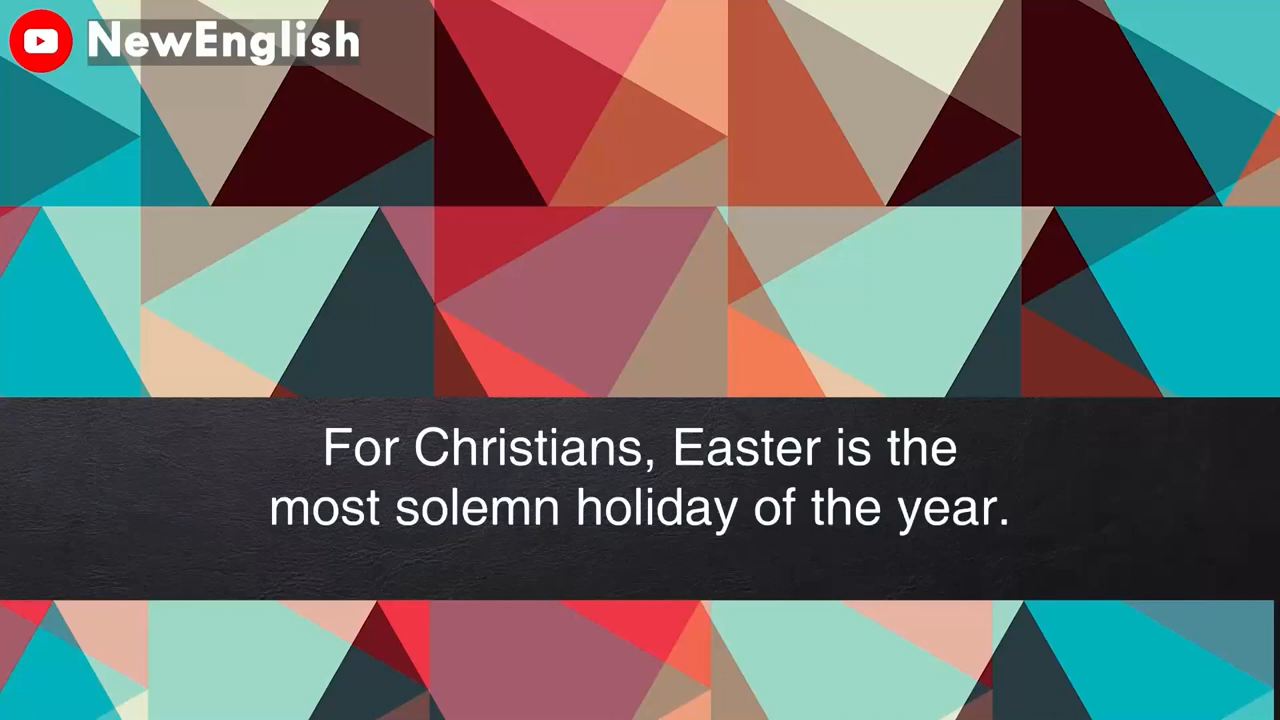 NewEnglish
For Christians, Easter is the
most solemn holiday of the year.